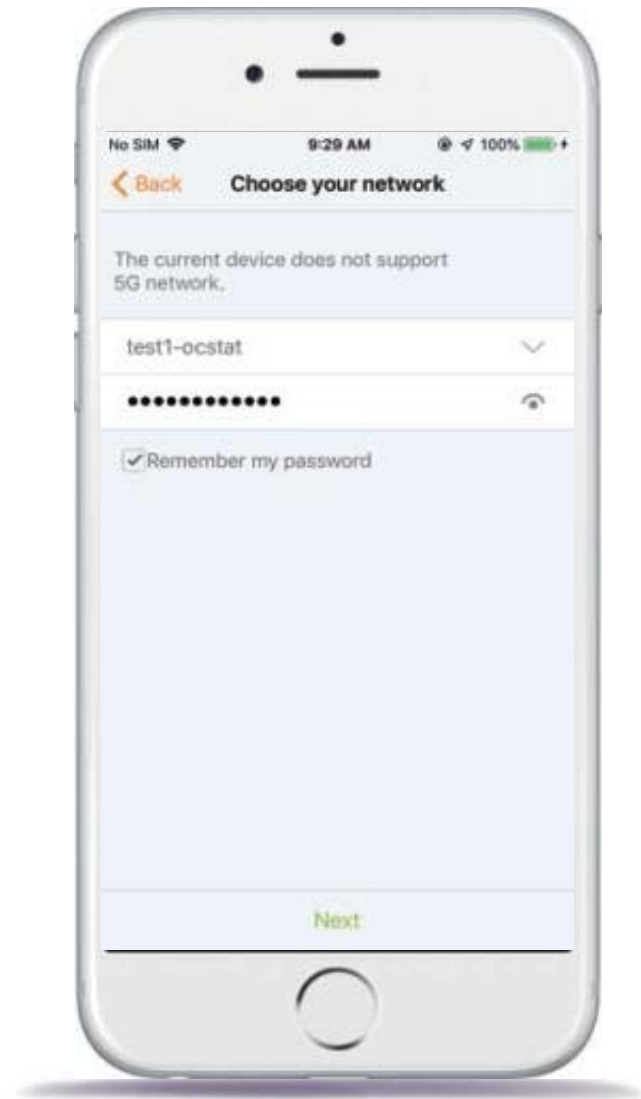 No SIM 9:29 AM 100%
Back Choose your network
The current device does not support
5G network.
test1-ocstat
••••••••••••
Remember my password
Next